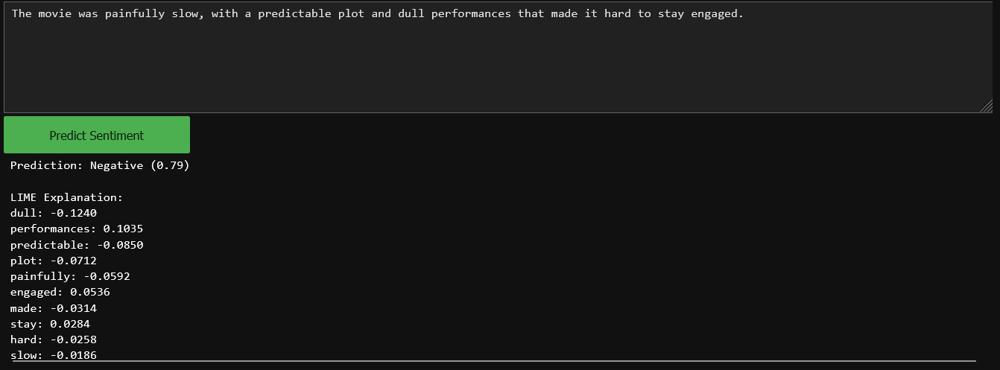 The movie was painfully slow, with a predictable plot and dull performances that made it hard to stay engaged.
Predict Sentiment
Prediction: Negative (0.79)
LIME Explanation:
dull: -0.1240
performances: 0.1035
predictable: -0.0850
plot: -0.0712
painfully: -0.0592
engaged: 0.0536
made: -0.0314
stay: 0.0284
hard: -0.0258
slow: -0.0186